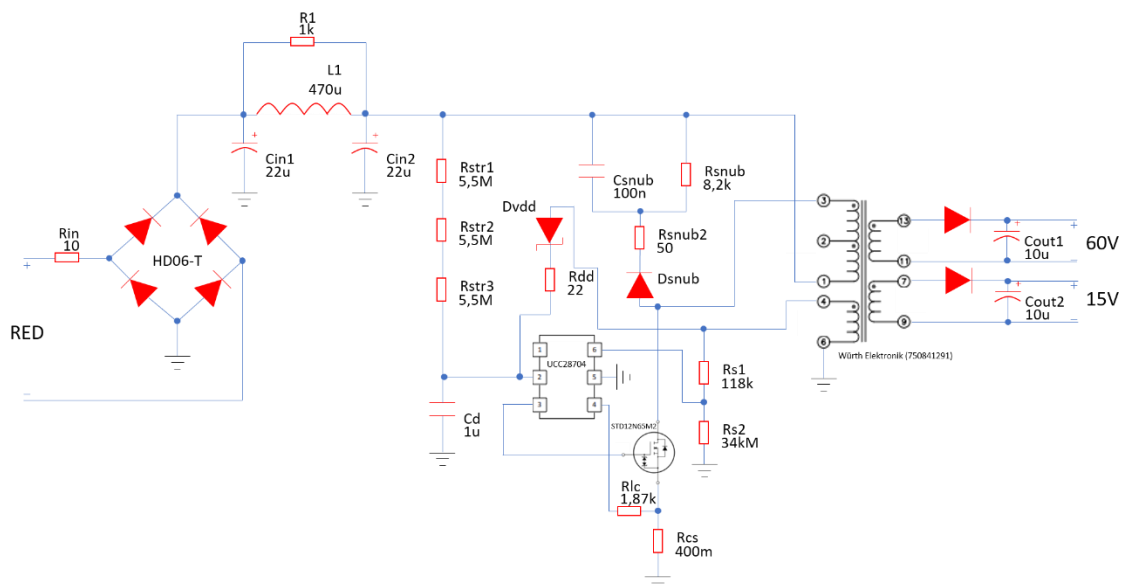 R1
1k
L1
470u
Cin1
22u
Cin2
22u
Rstr1
5,5M
Rstr2
5,5M
Rstr3
5,5M
Csnub
100n
Rsnub
8,2k
Rsnub2
50
Dsnub
Dvdd
Rdd
22
Rin
10
HD06-T
RED
+
−
1
2
3
UCC28704
6
5
4
Cd
1u
STD12N65M2
Rs1
118k
Rs2
34kM
Rlc
1,87k
Rcs
400m
3
2
1
4
6
13
11
7
9
Würth Elektronik (750841291)
Cout1
10u
60V
Cout2
10u
15V
+
−
+
−